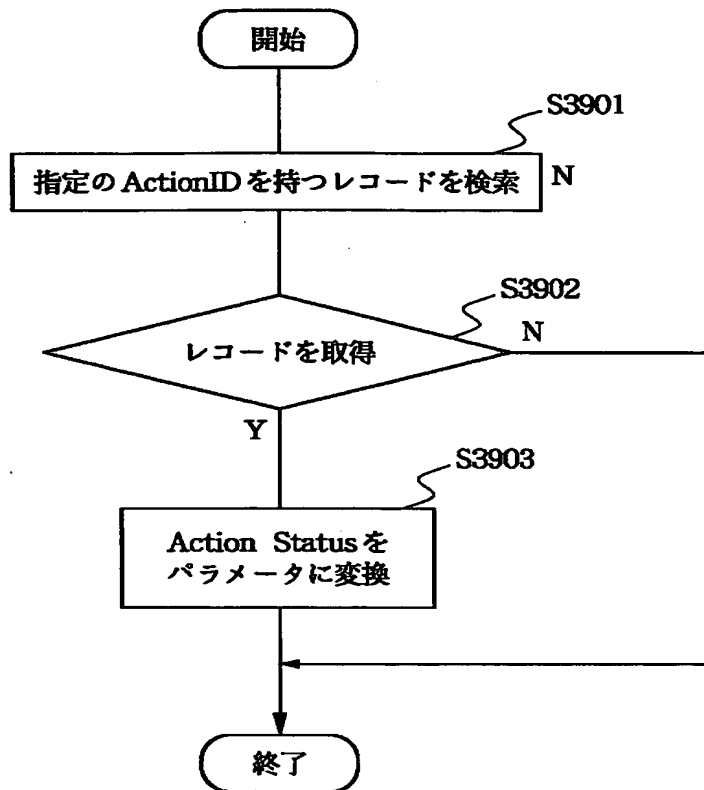 開始
S3901
指定のActionIDを持つレコードを検索 N
S3902
レコードを取得
N
Y
S3903
Action Statusを
パラメータに変換
終了